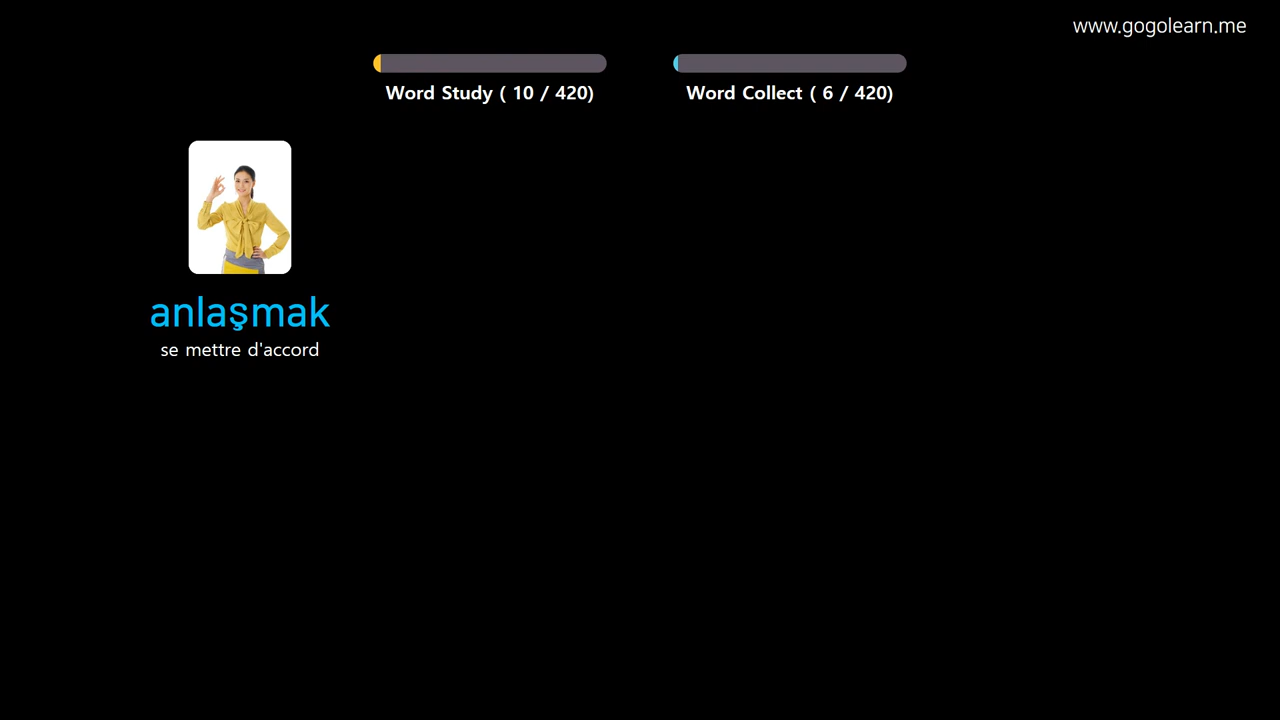 www.gogolearn.me
Word Study ( 10 / 420)
Word Collect ( 6 / 420)
anlaşmak
se mettre d'accord